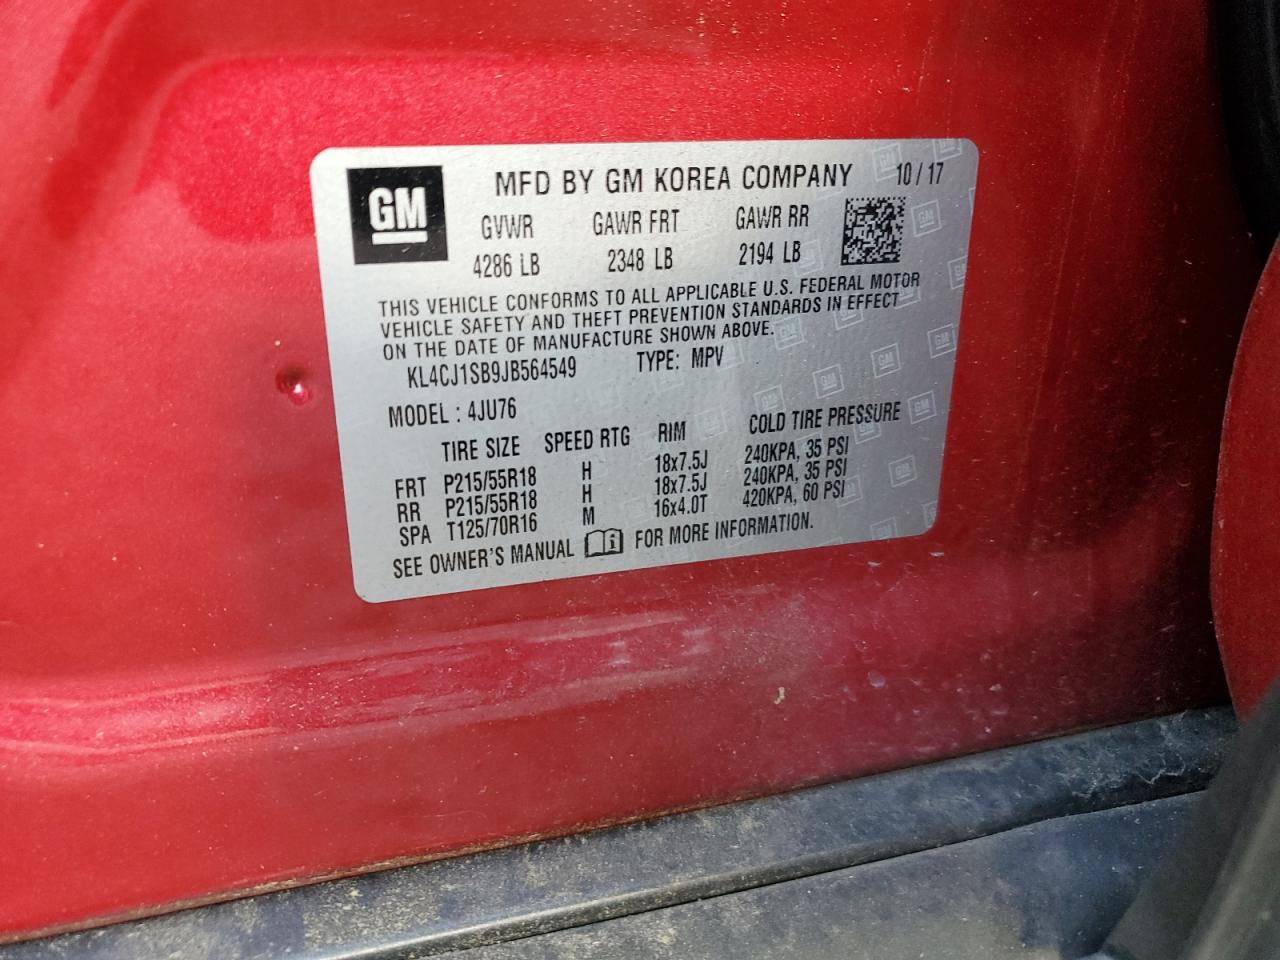 GM
MFD BY GM KOREA COMPANY 10/17
GVWR GAWR FRT GAWR RR
4286 LB 2348 LB 2194 LB
THIS VEHICLE CONFORMS TO ALL APPLICABLE U.S. FEDERAL MOTOR
VEHICLE SAFETY AND THEFT PREVENTION STANDARDS IN EFFECT
ON THE DATE OF MANUFACTURE SHOWN ABOVE.
KL4CJ1SB9JB564549 TYPE: MPV
MODEL : 4JU76
TIRE SIZE SPEED RTG RIM COLD TIRE PRESSURE
FRT P215/55R18 H 18x7.5J 240KPA, 35 PSI
RR P215/55R18 H 18x7.5J 240KPA, 35 PSI
SPA T125/70R16 M 16x4.0T 420KPA, 60 PSI
SEE OWNER'S MANUAL FOR MORE INFORMATION.